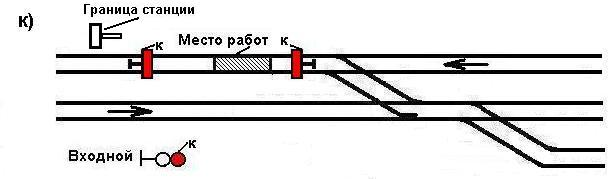 Граница станции
к)
к
Место работ
к
Входной
к